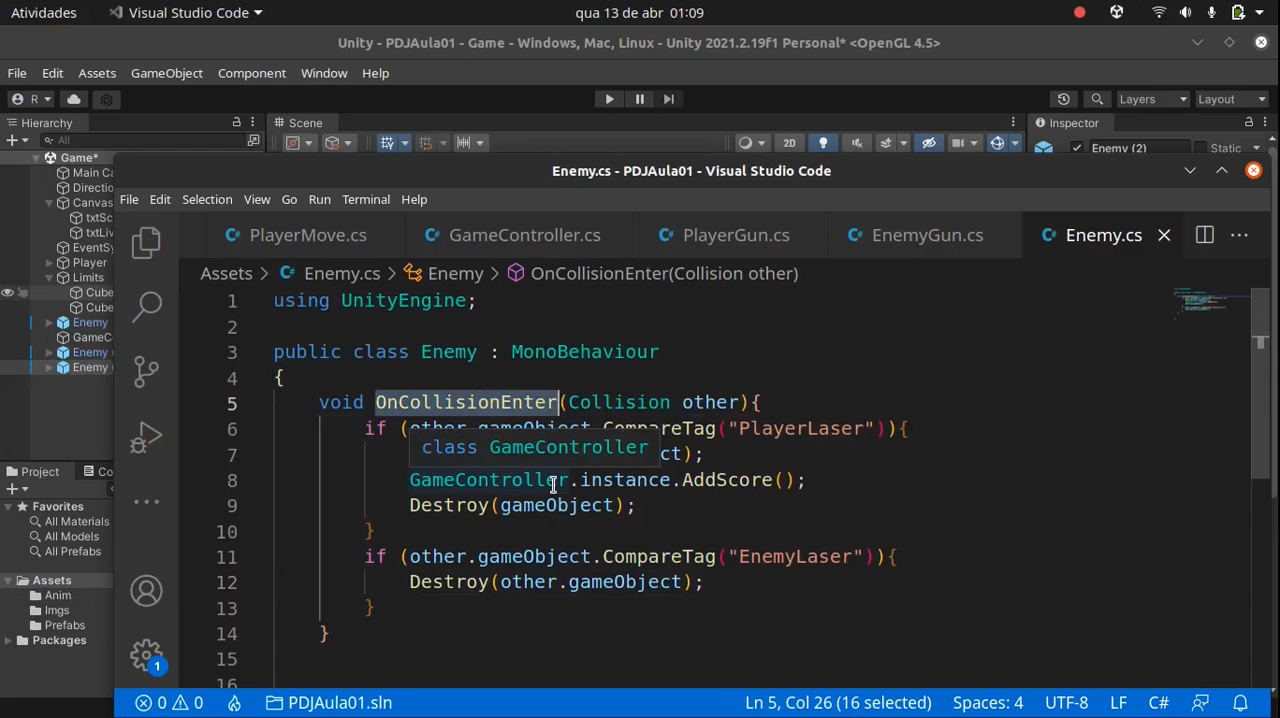 Atividades Visual Studio Code qua 13 de abr 01:09
Unity - PDJAula01 - Game - Windows, Mac, Linux - Unity 2021.2.19f1 Personal* <OpenGL 4.5>
File Edit Assets GameObject Component Window Help
R Layers Layout
Hierarchy Scene Inspector
All 2D Enemy (2) Static
Game*
Main Ca
Directio
Canvas
txtSc
txtLiv
EventSy
Player
Limits
Cube
Cube
Enemy
GameC
Enemy (
Enemy (
Project Co
Favorites
All Materials
All Models
All Prefabs
Assets
Anim
Imgs
Prefabs
Packages
Enemy.cs - PDJAula01 - Visual Studio Code
File Edit Selection View Go Run Terminal Help
PlayerMove.cs GameController.cs PlayerGun.cs EnemyGun.cs Enemy.cs
Assets > Enemy.cs > Enemy > OnCollisionEnter(Collision other)
1 using UnityEngine;
2
3 public class Enemy : MonoBehaviour
4 {
5 void OnCollisionEnter(Collision other){
6 if (other.gameObject.CompareTag("PlayerLaser")){
class GameController
7 ct);
8 GameController.instance.AddScore();
9 Destroy(gameObject);
10 }
11 if (other.gameObject.CompareTag("EnemyLaser")){
12 Destroy(other.gameObject);
13 }
14 }
15
16
1
0 0 PDJAula01.sln Ln 5, Col 26 (16 selected) Spaces: 4 UTF-8 LF C#